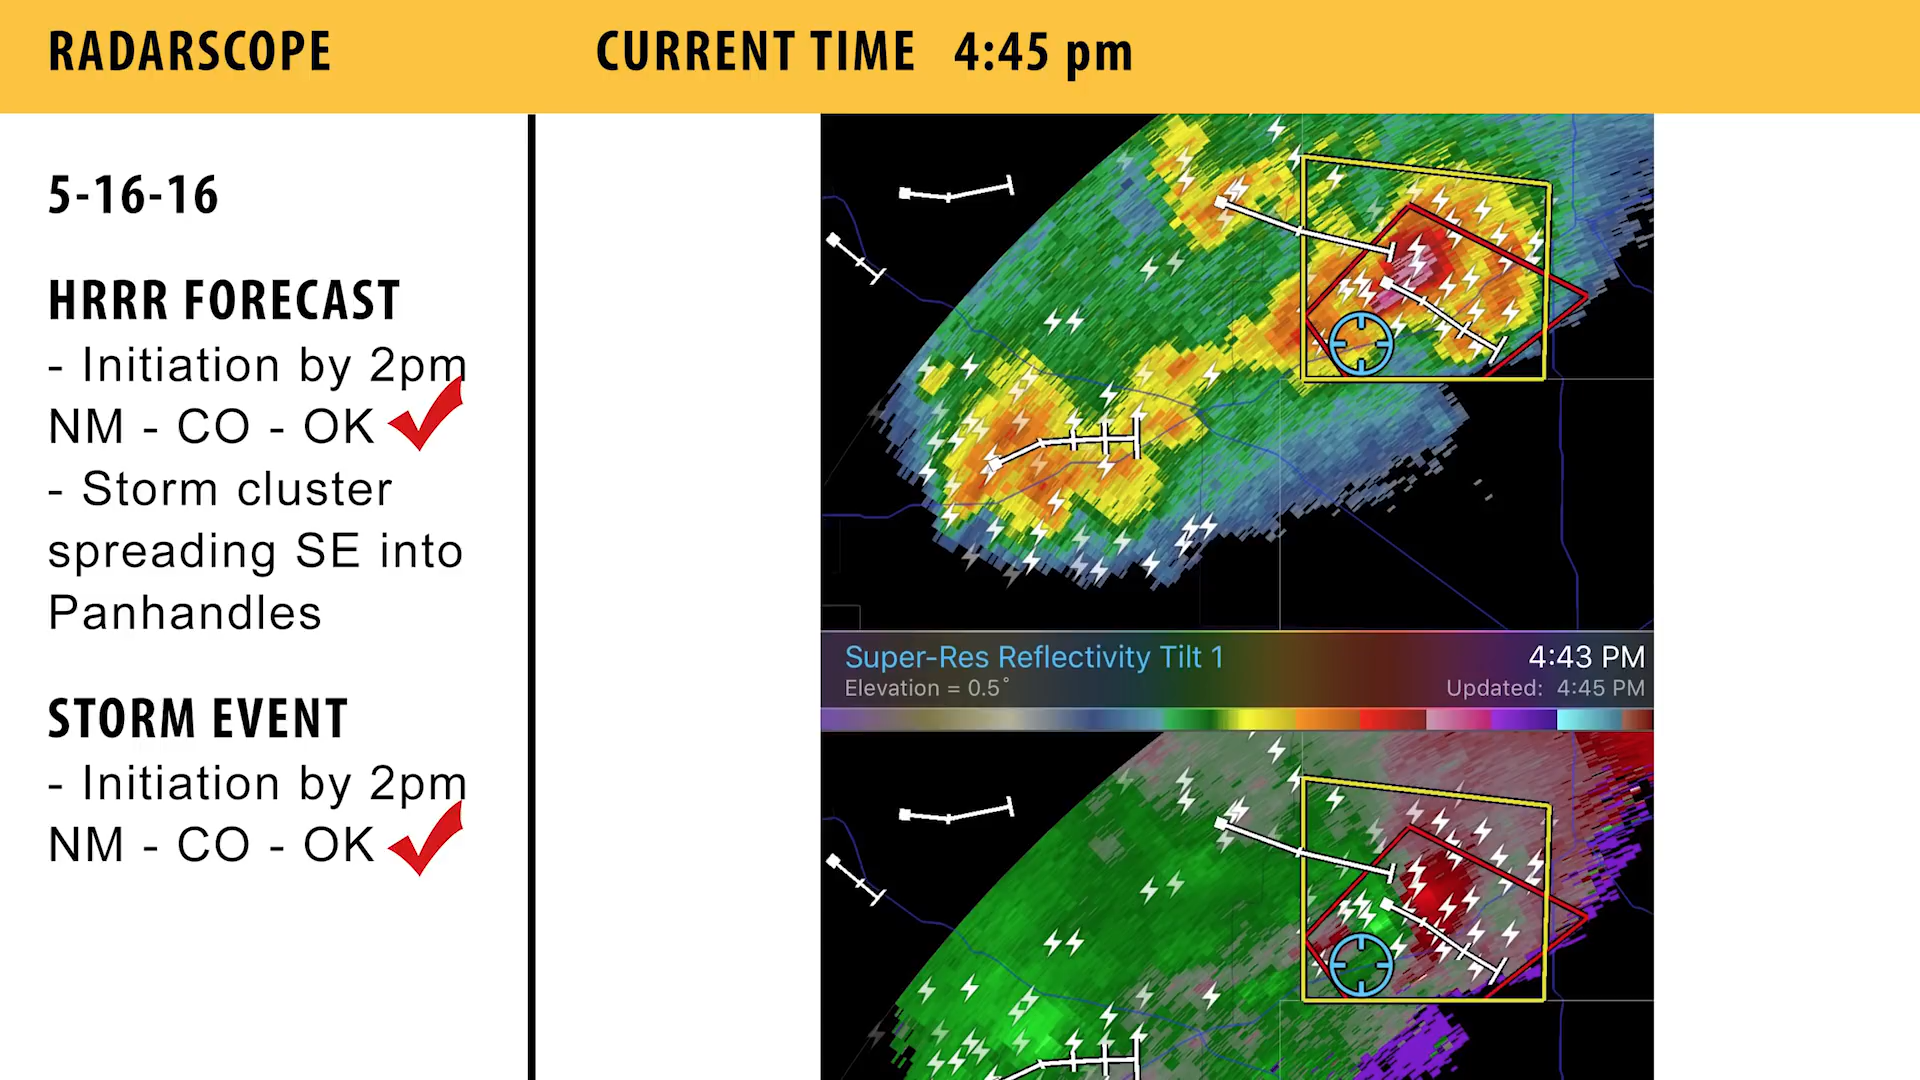 RADARSCOPE
CURRENT TIME 4:45 pm
5-16-16
HRRR FORECAST
- Initiation by 2pm
NM - CO - OK
- Storm cluster
spreading SE into
Panhandles
STORM EVENT
- Initiation by 2pm
NM - CO - OK
Super-Res Reflectivity Tilt 1
4:43 PM
Elevation = 0.5°
Updated: 4:45 PM